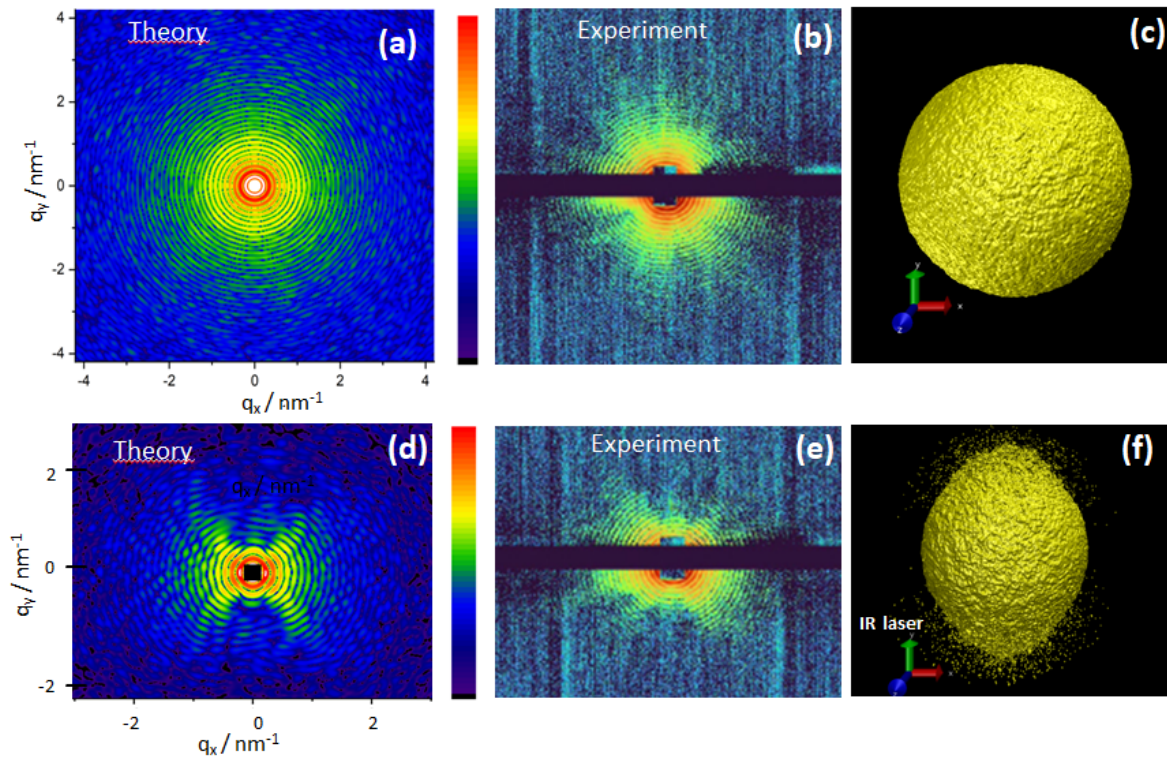 Theory
(a)
Experiment
(b)
(c)
4
2
0
-2
-4
q_y / nm⁻¹
-4
-2
0
2
4
q_x / nm⁻¹
y
x
z
Theory
(d)
Experiment
(e)
(f)
q_x / nm⁻¹
2
0
-2
q_y / nm⁻¹
-2
0
2
q_x / nm⁻¹
IR laser
y
z